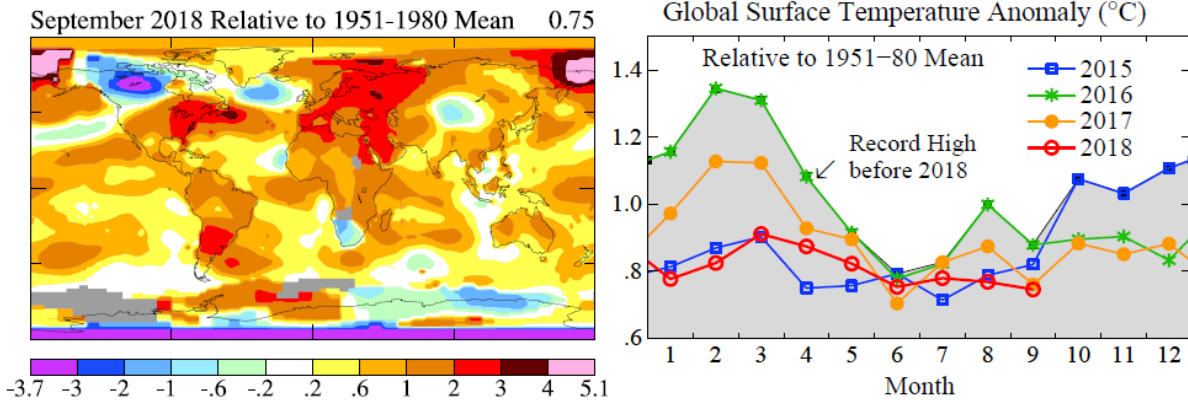 September 2018 Relative to 1951-1980 Mean 0.75
-3.7 -3 -2 -1 -.6 -.2 .2 .6 1 2 3 4 5.1
Global Surface Temperature Anomaly (°C)
Relative to 1951−80 Mean
2015
2016
2017
2018
Record High
before 2018
1.4
1.2
1.0
.8
.6
1 2 3 4 5 6 7 8 9 10 11 12
Month